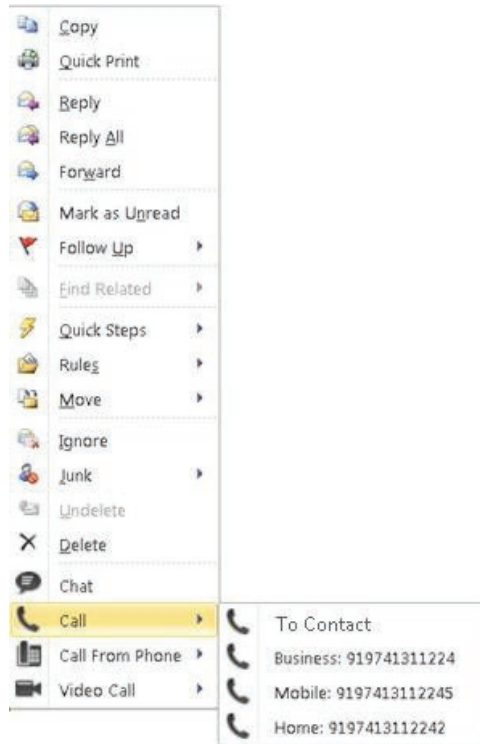 Copy
Quick Print
Reply
Reply All
Forward
Mark as Unread
Follow Up
Find Related
Quick Steps
Rules
Move
Ignore
Junk
Undelete
Delete
Chat
Call
To Contact
Call From Phone
Business: 919741311224
Video Call
Mobile: 9197413112245
Home: 9197413112242